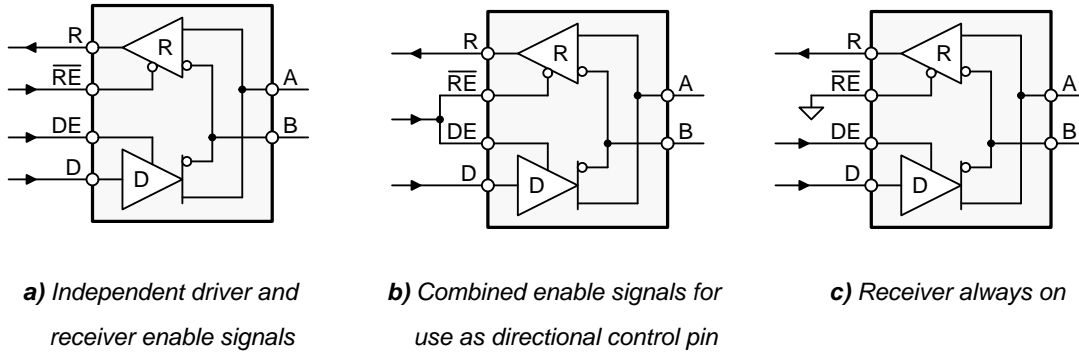 R
R
RE
A
DE
B
D
D
R
R
RE
A
DE
B
D
D
R
R
RE
A
DE
B
D
D
a) Independent driver and
receiver enable signals
b) Combined enable signals for
use as directional control pin
c) Receiver always on